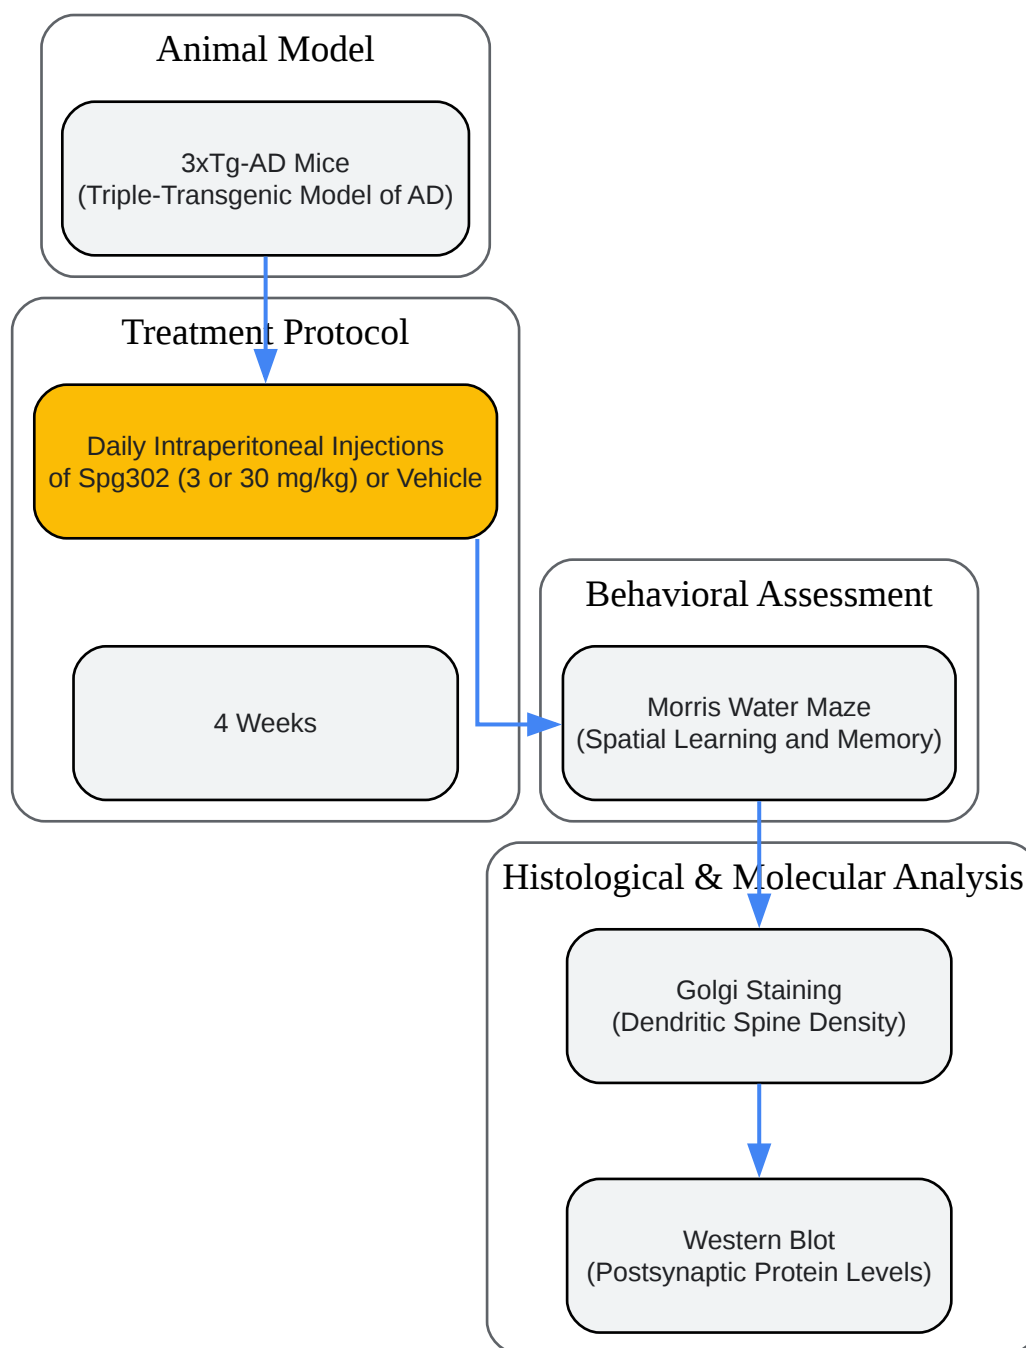 Animal Model
3xTg-AD Mice
(Triple-Transgenic Model of AD)
Treatment Protocol
Daily Intraperitoneal Injections
of Spg302 (3 or 30 mg/kg) or Vehicle
4 Weeks
Behavioral Assessment
Morris Water Maze
(Spatial Learning and Memory)
Histological & Molecular Analysis
Golgi Staining
(Dendritic Spine Density)
Western Blot
(Postsynaptic Protein Levels)